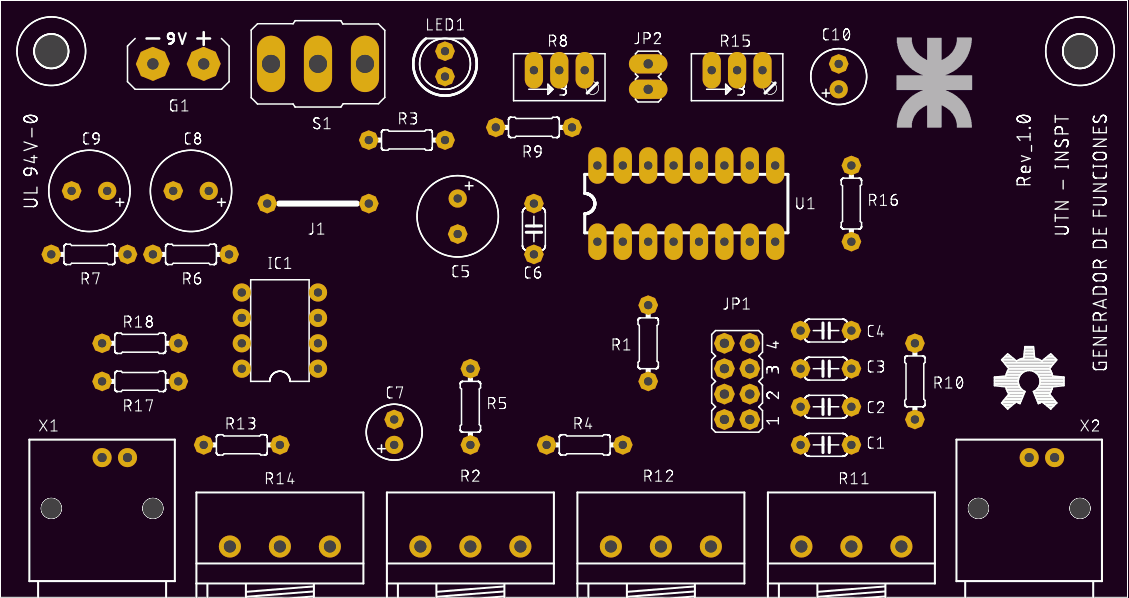 LED1
9V
R8
JP2
R15
C10
G1
S1
3
3
UL 94V-0
C9
C8
R3
R9
Rev_1.0
UTN - INSPT
GENERADOR DE FUNCIONES
J1
C5
C6
U1
R16
R7
R6
IC1
JP1
R18
R1
4
3
2
1
C4
C3
C2
C1
R10
R17
C7
R5
X1
R13
R4
X2
R14
R2
R12
R11